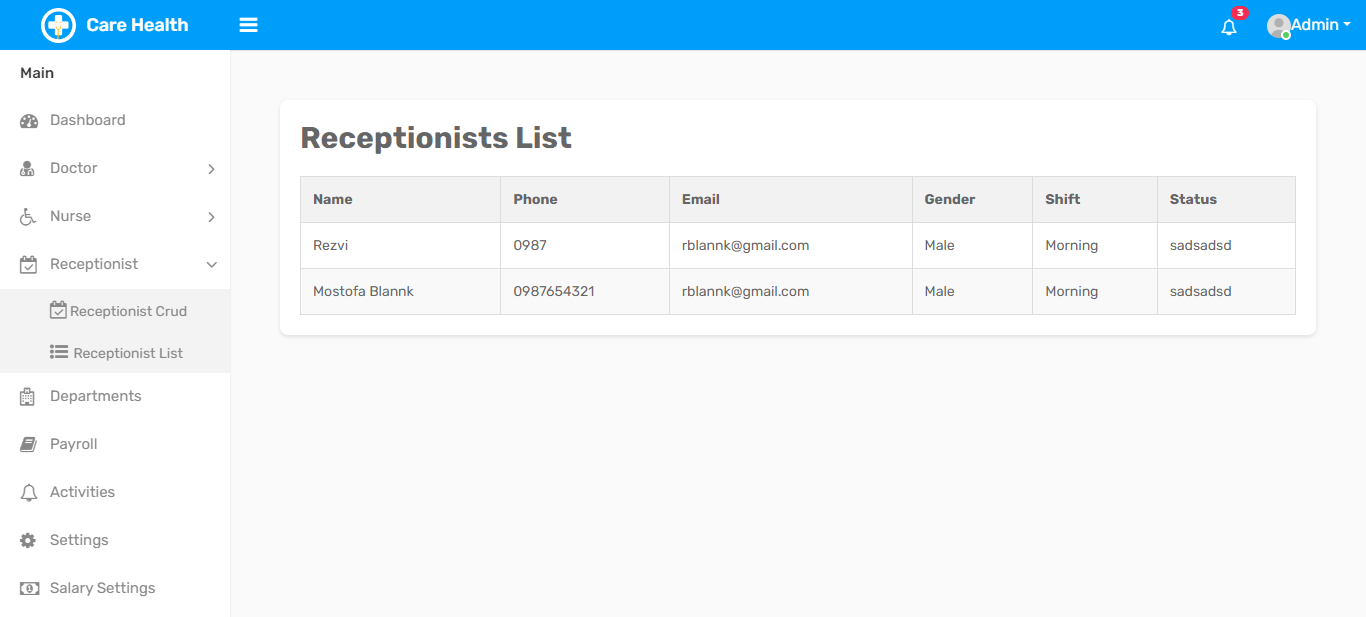 Care Health
3
Admin
Main
Dashboard
Doctor
Nurse
Receptionist
Receptionist Crud
Receptionist List
Departments
Payroll
Activities
Settings
Salary Settings
Receptionists List
Name Phone Email Gender Shift Status
Rezvi 0987 rblannk@gmail.com Male Morning sadsadsd
Mostofa Blannk 0987654321 rblannk@gmail.com Male Morning sadsadsd